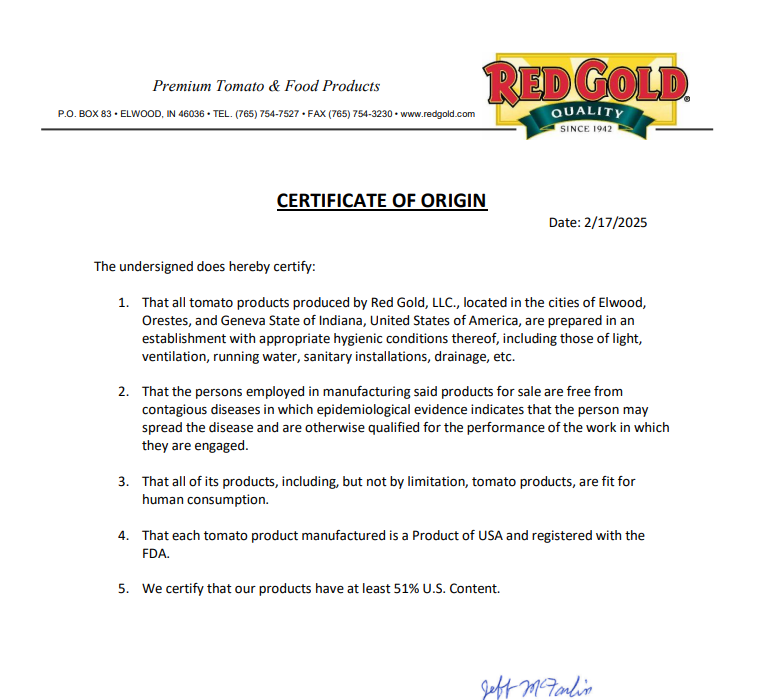 Premium Tomato & Food Products
P.O. BOX 83 • ELWOOD, IN 46036 • TEL. (765) 754-7527 • FAX (765) 754-3230 • www.redgold.com
RED GOLD®
QUALITY
SINCE 1942
CERTIFICATE OF ORIGIN
Date: 2/17/2025
The undersigned does hereby certify:
1. That all tomato products produced by Red Gold, LLC., located in the cities of Elwood,
Orestes, and Geneva State of Indiana, United States of America, are prepared in an
establishment with appropriate hygienic conditions thereof, including those of light,
ventilation, running water, sanitary installations, drainage, etc.
2. That the persons employed in manufacturing said products for sale are free from
contagious diseases in which epidemiological evidence indicates that the person may
spread the disease and are otherwise qualified for the performance of the work in which
they are engaged.
3. That all of its products, including, but not by limitation, tomato products, are fit for
human consumption.
4. That each tomato product manufactured is a Product of USA and registered with the
FDA.
5. We certify that our products have at least 51% U.S. Content.
Jeff McFarlin